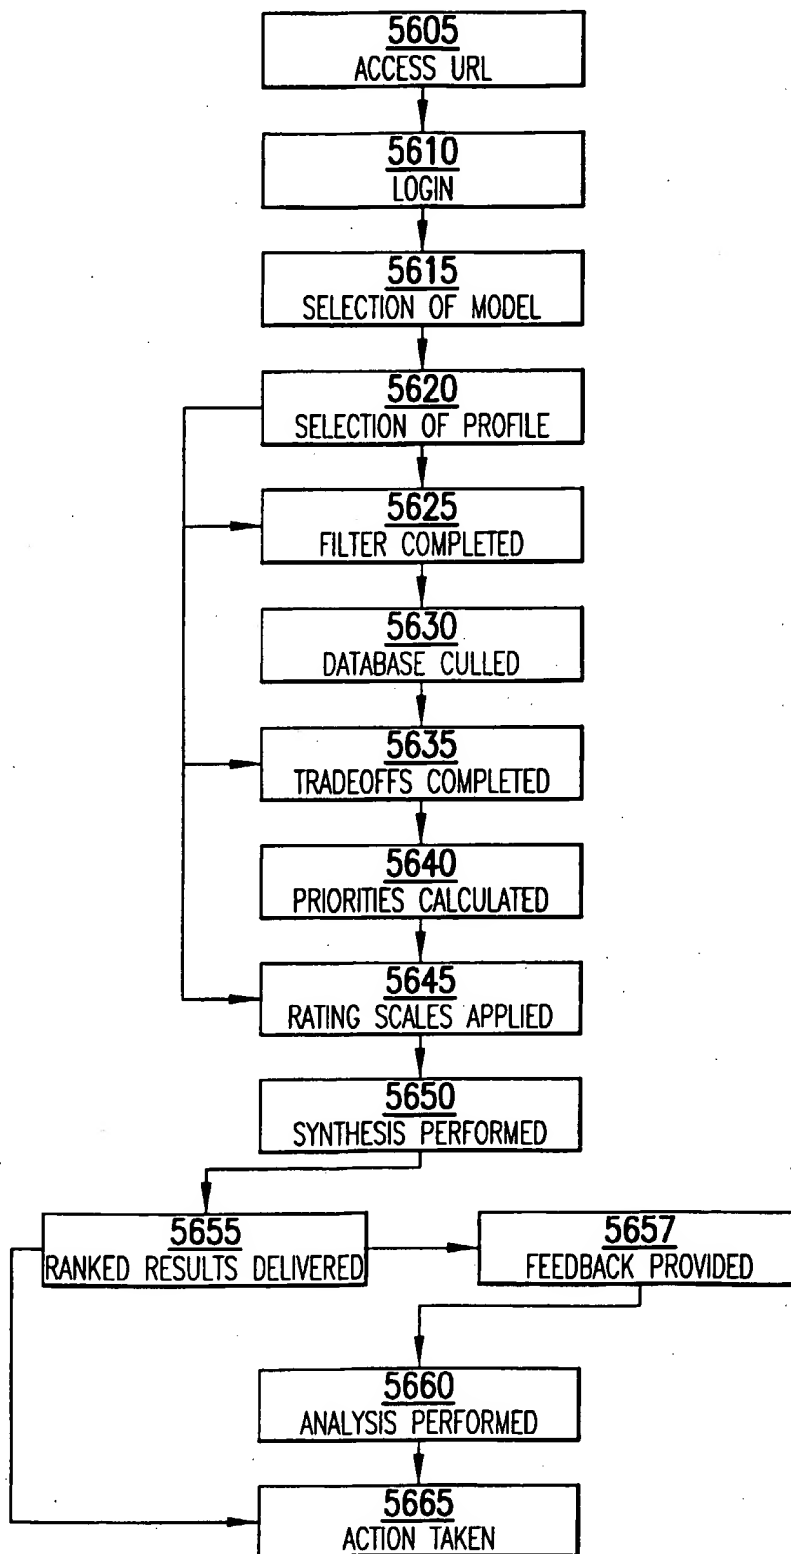 5605
ACCESS URL
5610
LOGIN
5615
SELECTION OF MODEL
5620
SELECTION OF PROFILE
5625
FILTER COMPLETED
5630
DATABASE CULLED
5635
TRADEOFFS COMPLETED
5640
PRIORITIES CALCULATED
5645
RATING SCALES APPLIED
5650
SYNTHESIS PERFORMED
5655
RANKED RESULTS DELIVERED
5657
FEEDBACK PROVIDED
5660
ANALYSIS PERFORMED
5665
ACTION TAKEN